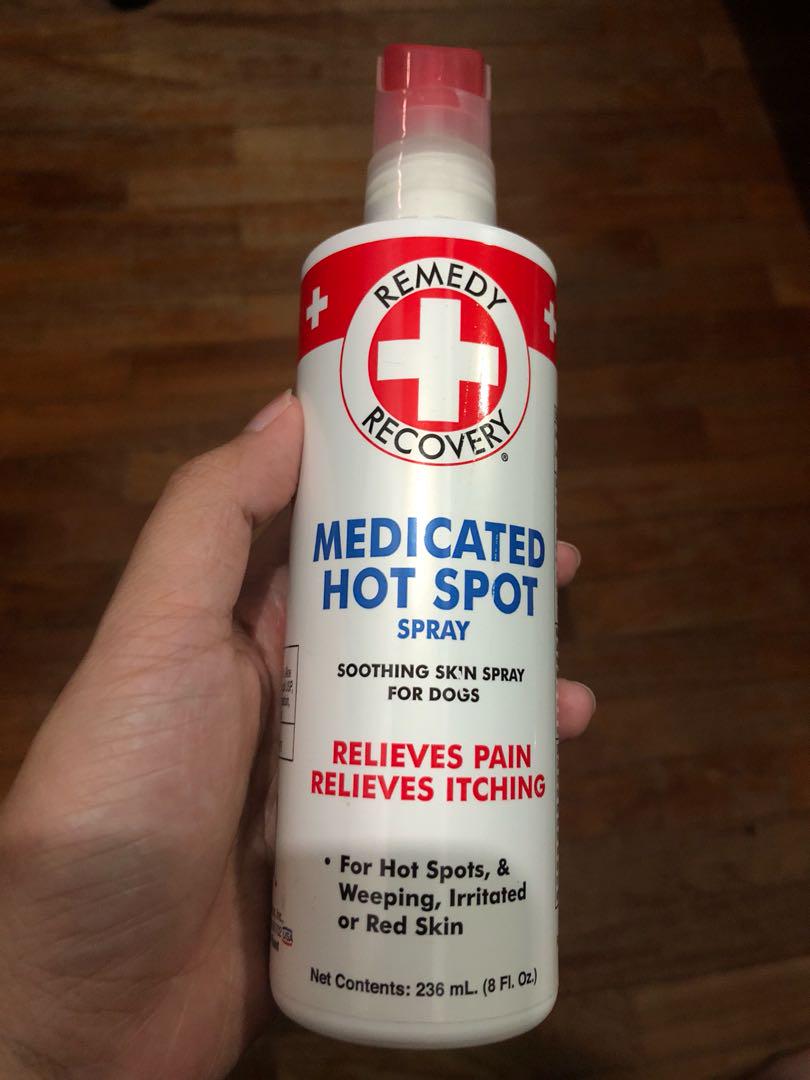 REMEDY
RECOVERY®
MEDICATED
HOT SPOT
SPRAY
SOOTHING SKIN SPRAY
FOR DOGS
RELIEVES PAIN
RELIEVES ITCHING
• For Hot Spots, &
Weeping, Irritated
or Red Skin
USA
Net Contents: 236 mL. (8 Fl. Oz.)